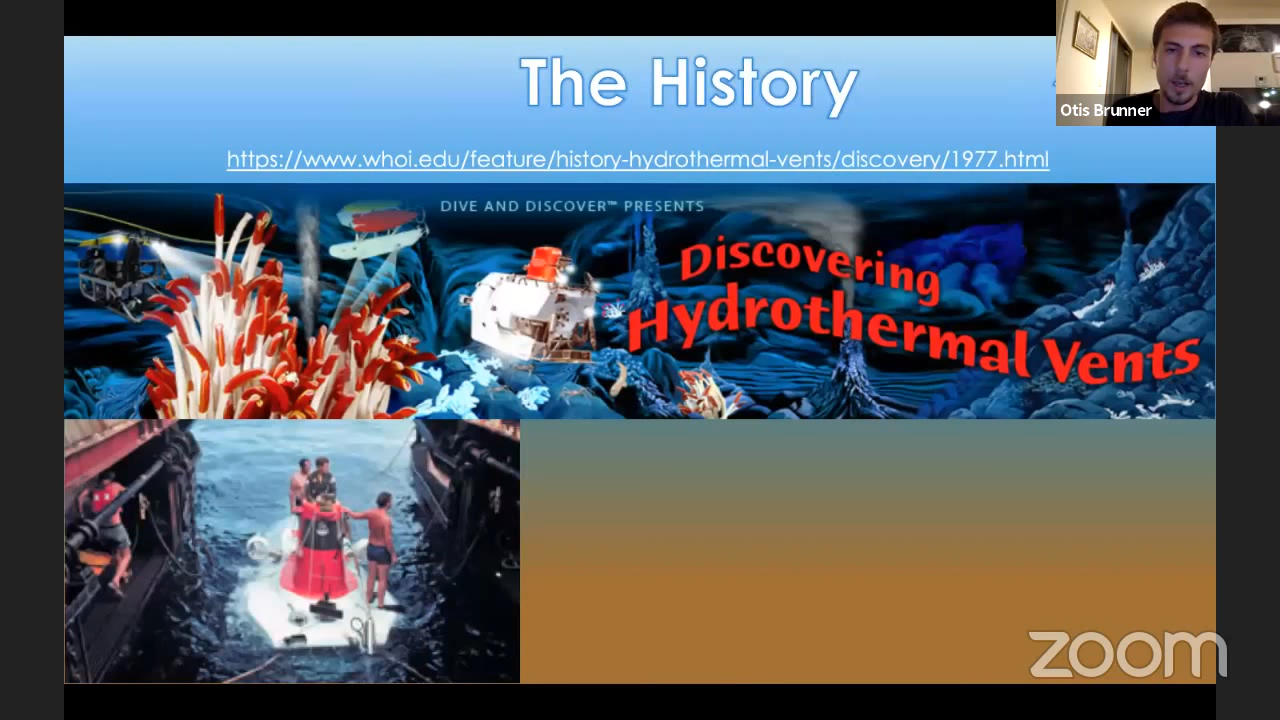 The History
Otis Brunner
https://www.whoi.edu/feature/history-hydrothermal-vents/discovery/1977.html
DIVE AND DISCOVER™ PRESENTS
Discovering
Hydrothermal Vents
zoom